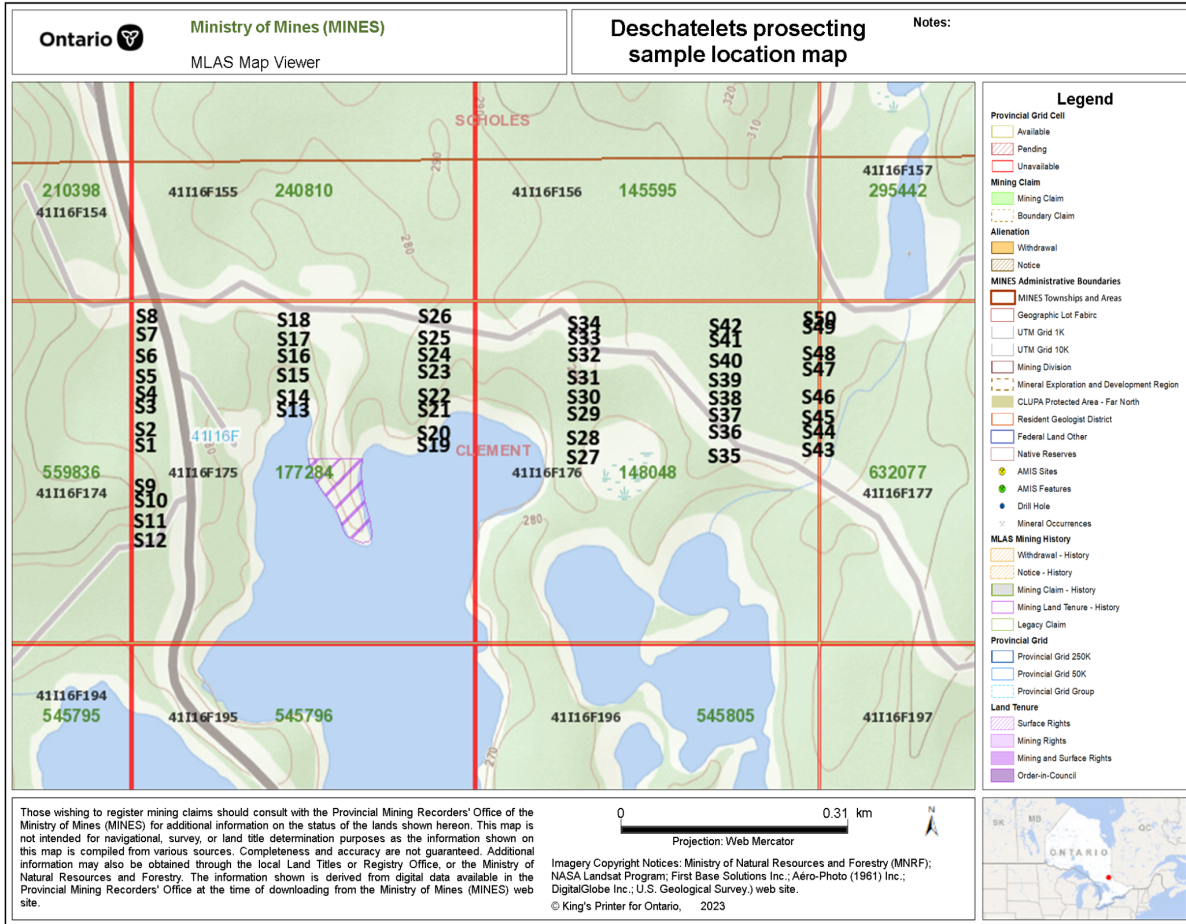 Ontario
Ministry of Mines (MINES)
MLAS Map Viewer
Deschatelets prosecting
sample location map
Notes:
SCHOLES
290
320
310
290
280
210398
41I16F154
41I16F155
240810
41I16F156
145595
41I16F157
295442
S8
S7
S6
S5
S4
S3
S2
S1
S9
S10
S11
S12
S18
S17
S16
S15
S14
S13
S26
S25
S24
S23
S22
S21
S20
S19
S34
S33
S32
S31
S30
S29
S28
S27
S42
S41
S40
S39
S38
S37
S36
S35
S50
S49
S48
S47
S46
S45
S44
S43
41I16F
CLEMENT
559836
41I16F174
41I16F175
177284
41I16F176
148048
632077
41I16F177
280
41I16F194
545795
41I16F195
545796
41I16F196
545805
41I16F197
270
Legend
Provincial Grid Cell
Available
Pending
Unavailable
Mining Claim
Mining Claim
Boundary Claim
Alienation
Withdrawal
Notice
MINES Administrative Boundaries
MINES Townships and Areas
Geographic Lot Fabirc
UTM Grid 1K
UTM Grid 10K
Mining Division
Mineral Exploration and Development Region
CLUPA Protected Area - Far North
Resident Geologist District
Federal Land Other
Native Reserves
AMIS Sites
AMIS Features
Drill Hole
Mineral Occurrences
MLAS Mining History
Withdrawal - History
Notice - History
Mining Claim - History
Mining Land Tenure - History
Legacy Claim
Provincial Grid
Provincial Grid 250K
Provincial Grid 50K
Provincial Grid Group
Land Tenure
Surface Rights
Mining Rights
Mining and Surface Rights
Order-in-Council
Those wishing to register mining claims should consult with the Provincial Mining Recorders' Office of the
Ministry of Mines (MINES) for additional information on the status of the lands shown hereon. This map is
not intended for navigational, survey, or land title determination purposes as the information shown on
this map is compiled from various sources. Completeness and accuracy are not guaranteed. Additional
information may also be obtained through the local Land Titles or Registry Office, or the Ministry of
Natural Resources and Forestry. The information shown is derived from digital data available in the
Provincial Mining Recorders' Office at the time of downloading from the Ministry of Mines (MINES) web
site.
0 0.31 km
Projection: Web Mercator
N
Imagery Copyright Notices: Ministry of Natural Resources and Forestry (MNRF);
NASA Landsat Program; First Base Solutions Inc.; Aéro-Photo (1961) Inc.;
DigitalGlobe Inc.; U.S. Geological Survey.) web site.
© King's Printer for Ontario, 2023
SK
MB
ONTARIO
QC